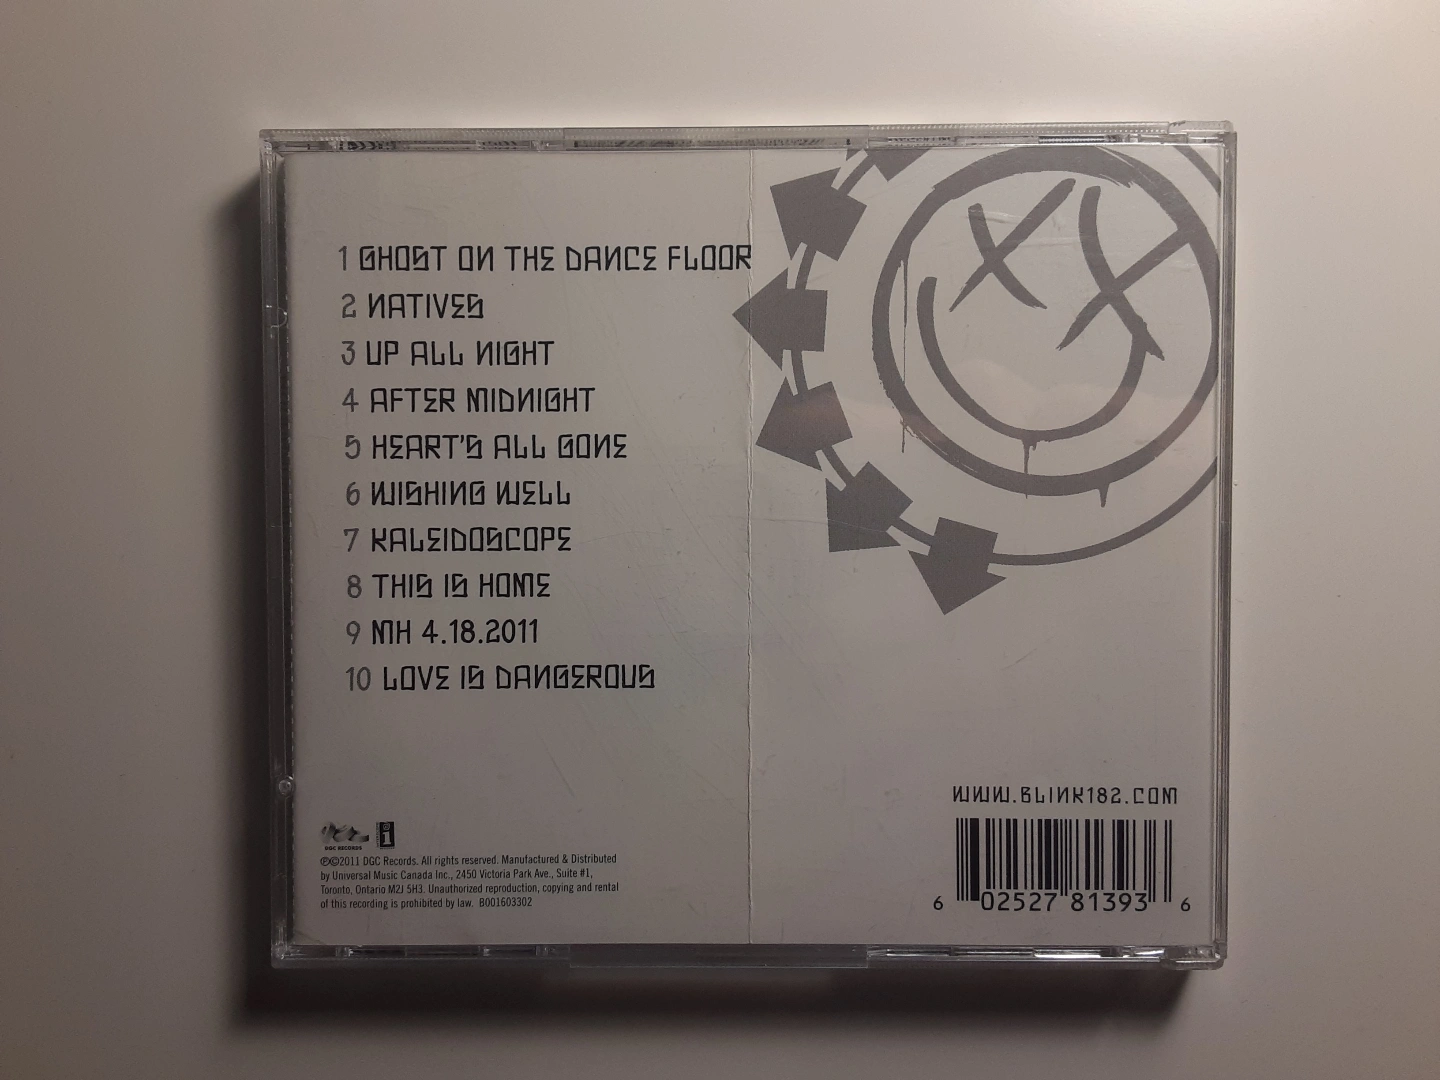 1 GHOST ON THE DANCE FLOOR
2 NATIVES
3 UP ALL NIGHT
4 AFTER MIDNIGHT
5 HEART'S ALL GONE
6 WISHING WELL
7 KALEIDOSCOPE
8 THIS IS HOME
9 MH 4.18.2011
10 LOVE IS DANGEROUS
WWW.BLINK182.COM
DGC RECORDS
i
℗©2011 DGC Records. All rights reserved. Manufactured & Distributed
by Universal Music Canada Inc., 2450 Victoria Park Ave., Suite #1,
Toronto, Ontario M2J 5H3. Unauthorized reproduction, copying and rental
of this recording is prohibited by law. B001603302
6 02527 81393 6